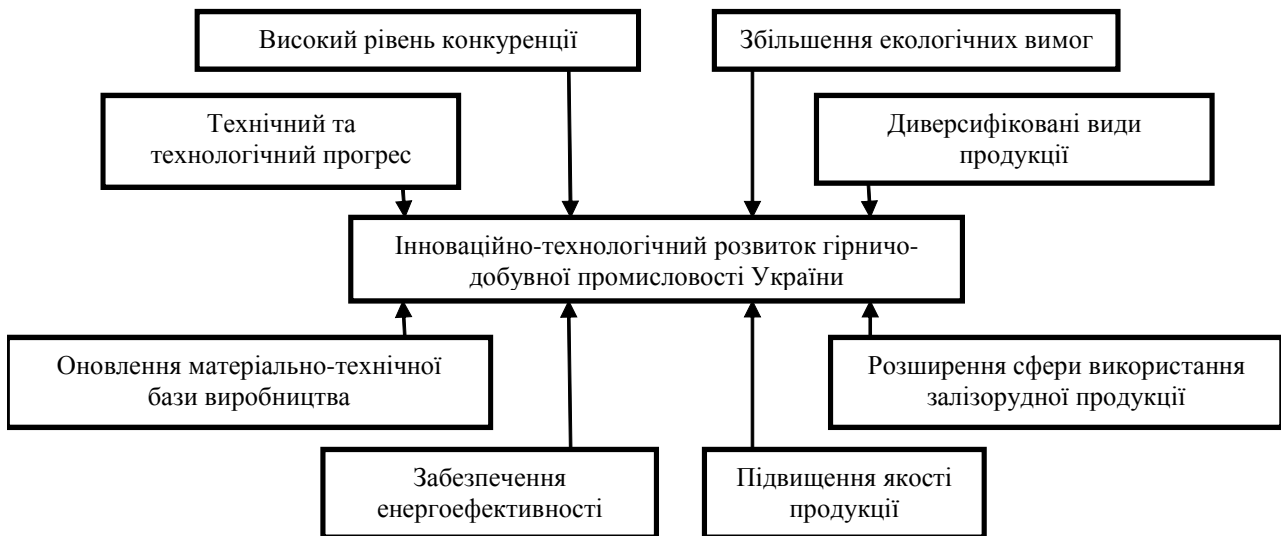 Високий рівень конкуренції
Збільшення екологічних вимог
Технічний та
технологічний прогрес
Диверсифіковані види
продукції
Інноваційно-технологічний розвиток гірничо-
добувної промисловості України
Оновлення матеріально-технічної
бази виробництва
Розширення сфери використання
залізорудної продукції
Забезпечення
енергоефективності
Підвищення якості
продукції